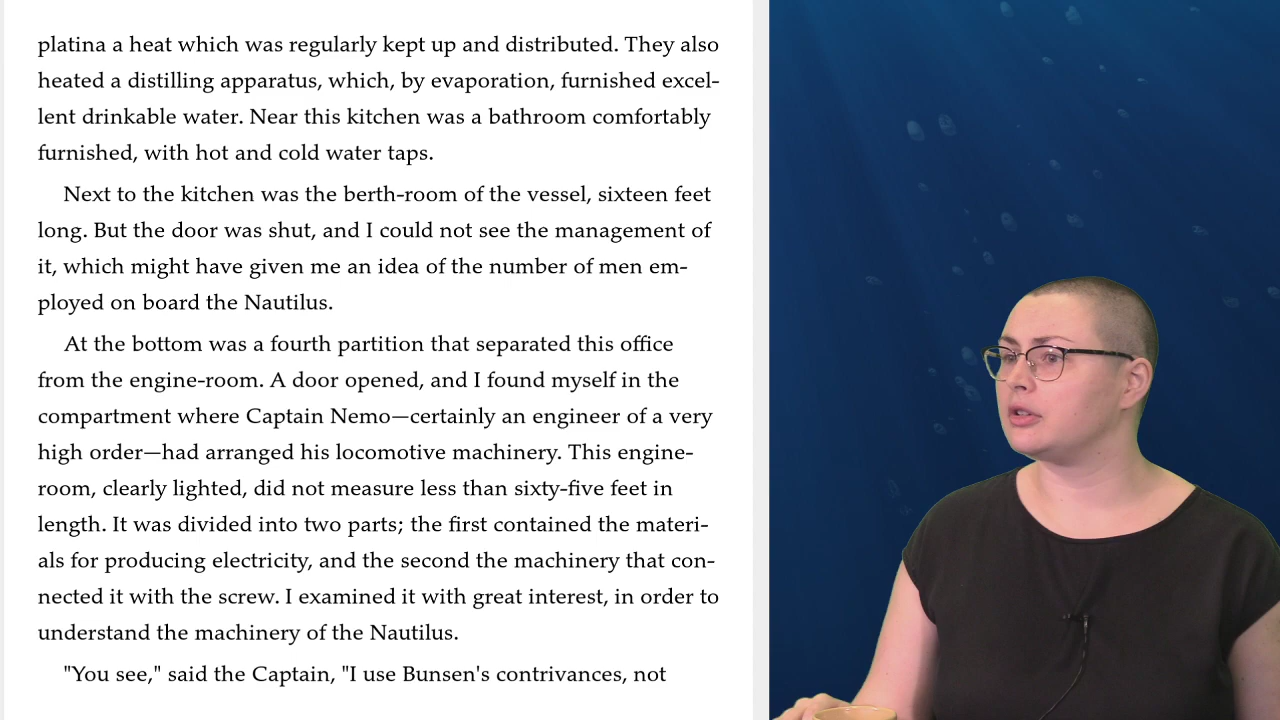 platina a heat which was regularly kept up and distributed. They also
heated a distilling apparatus, which, by evaporation, furnished excel-
lent drinkable water. Near this kitchen was a bathroom comfortably
furnished, with hot and cold water taps.
Next to the kitchen was the berth-room of the vessel, sixteen feet
long. But the door was shut, and I could not see the management of
it, which might have given me an idea of the number of men em-
ployed on board the Nautilus.
At the bottom was a fourth partition that separated this office
from the engine-room. A door opened, and I found myself in the
compartment where Captain Nemo—certainly an engineer of a very
high order—had arranged his locomotive machinery. This engine-
room, clearly lighted, did not measure less than sixty-five feet in
length. It was divided into two parts; the first contained the materi-
als for producing electricity, and the second the machinery that con-
nected it with the screw. I examined it with great interest, in order to
understand the machinery of the Nautilus.
"You see," said the Captain, "I use Bunsen's contrivances, not